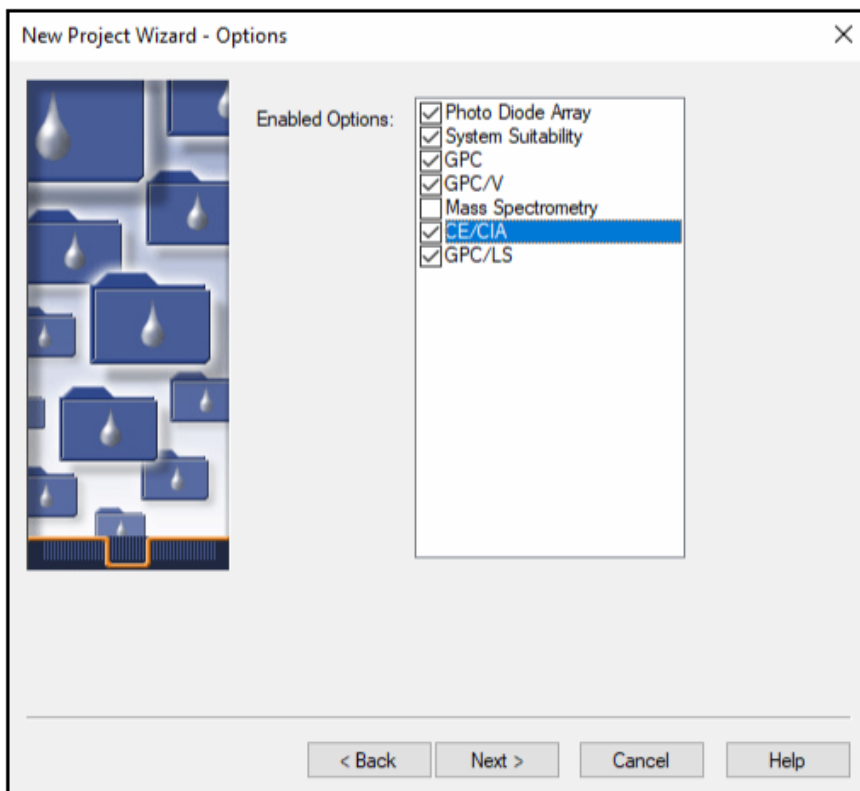 New Project Wizard - Options
Enabled Options:
Photo Diode Array
System Suitability
GPC
GPC/V
Mass Spectrometry
CE/CIA
GPC/LS
< Back
Next >
Cancel
Help